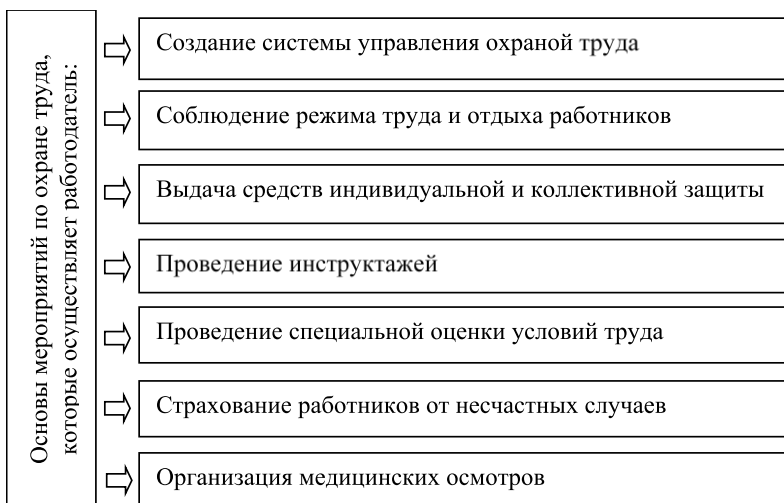 Основы мероприятий по охране труда,
которые осуществляет работодатель:
Создание системы управления охраной труда
Соблюдение режима труда и отдыха работников
Выдача средств индивидуальной и коллективной защиты
Проведение инструктажей
Проведение специальной оценки условий труда
Страхование работников от несчастных случаев
Организация медицинских осмотров